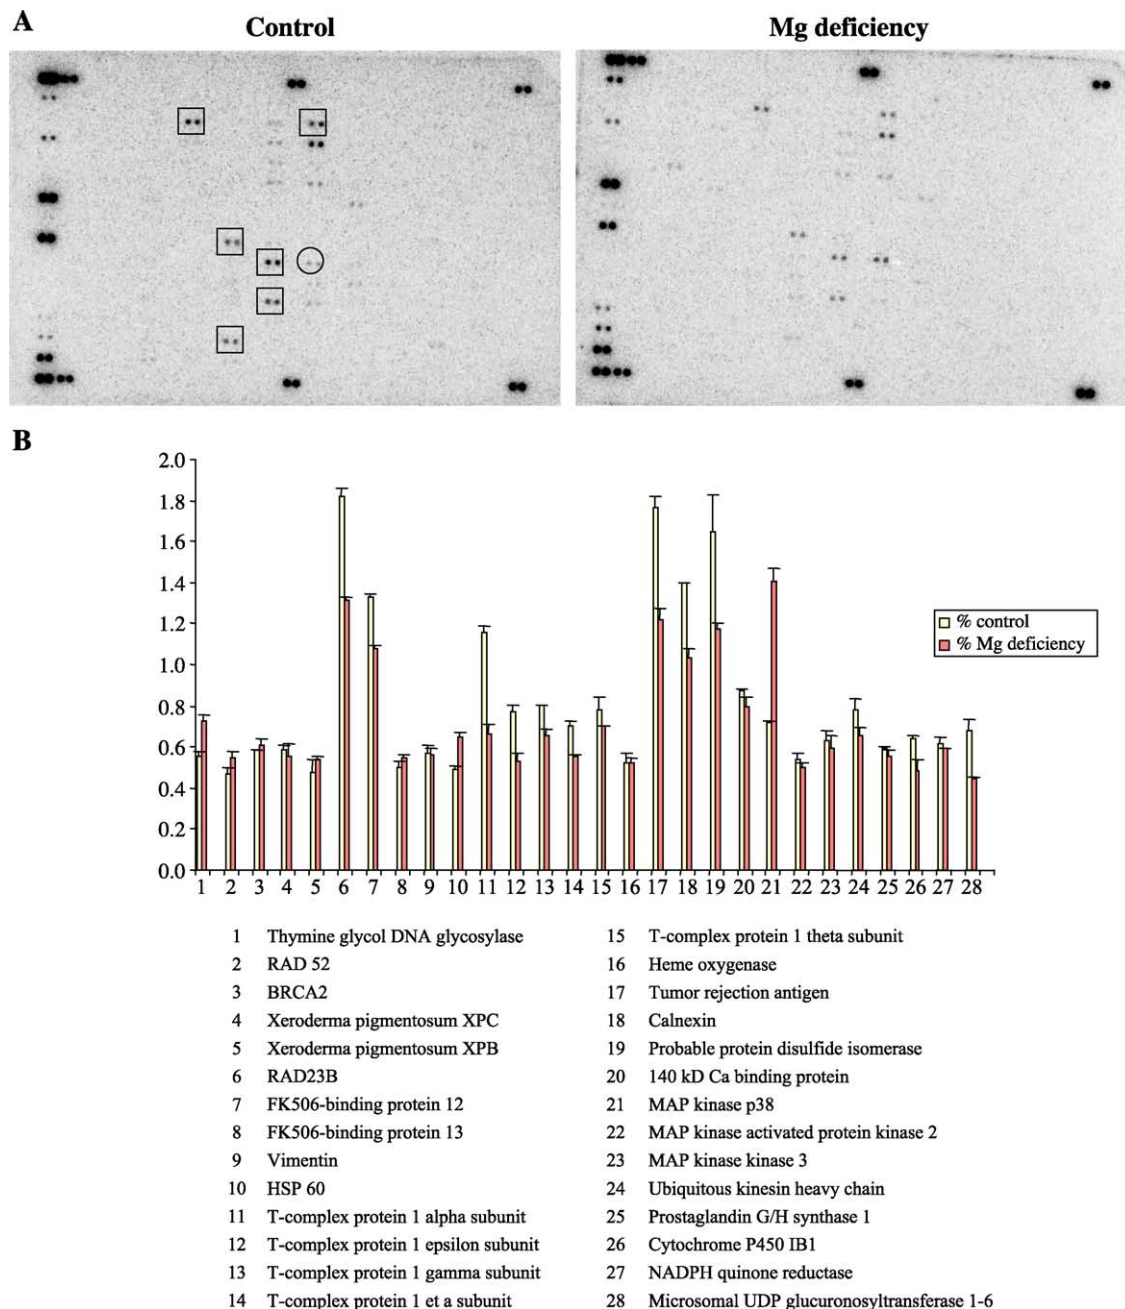 A
Control
Mg deficiency
B
2.0
1.8
1.6
1.4
1.2
1.0
0.8
0.6
0.4
0.2
0.0
1 2 3 4 5 6 7 8 9 10 11 12 13 14 15 16 17 18 19 20 21 22 23 24 25 26 27 28
% control
% Mg deficiency
1 Thymine glycol DNA glycosylase
2 RAD 52
3 BRCA2
4 Xeroderma pigmentosum XPC
5 Xeroderma pigmentosum XPB
6 RAD23B
7 FK506-binding protein 12
8 FK506-binding protein 13
9 Vimentin
10 HSP 60
11 T-complex protein 1 alpha subunit
12 T-complex protein 1 epsilon subunit
13 T-complex protein 1 gamma subunit
14 T-complex protein 1 et a subunit
15 T-complex protein 1 theta subunit
16 Heme oxygenase
17 Tumor rejection antigen
18 Calnexin
19 Probable protein disulfide isomerase
20 140 kD Ca binding protein
21 MAP kinase p38
22 MAP kinase activated protein kinase 2
23 MAP kinase kinase 3
24 Ubiquitous kinesin heavy chain
25 Prostaglandin G/H synthase 1
26 Cytochrome P450 IB1
27 NADPH quinone reductase
28 Microsomal UDP glucuronosyltransferase 1-6